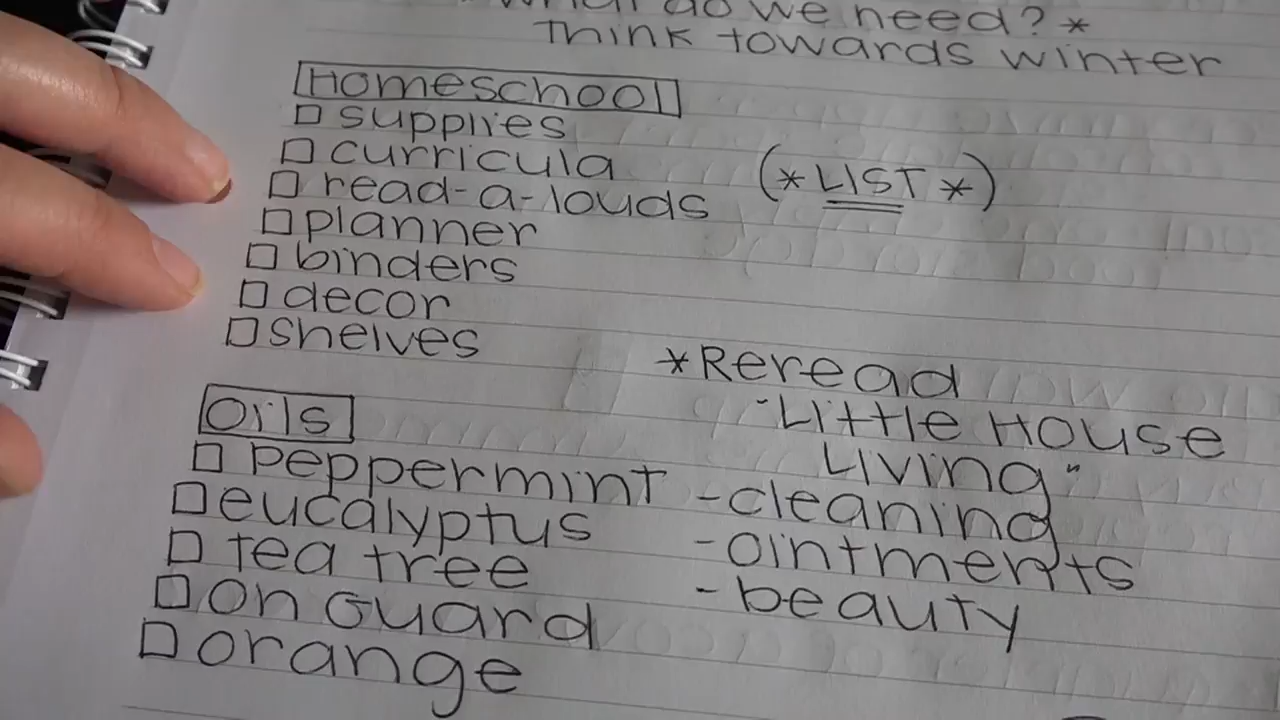 What do we need? *
Think towards winter
Homeschool
supplies
curricula (* LIST *)
read-a-louds
planner
binders
decor
shelves
*Reread
"Little House
Living"
-cleaning
-ointments
-beauty
Oils
peppermint
eucalyptus
tea tree
on Guard
orange